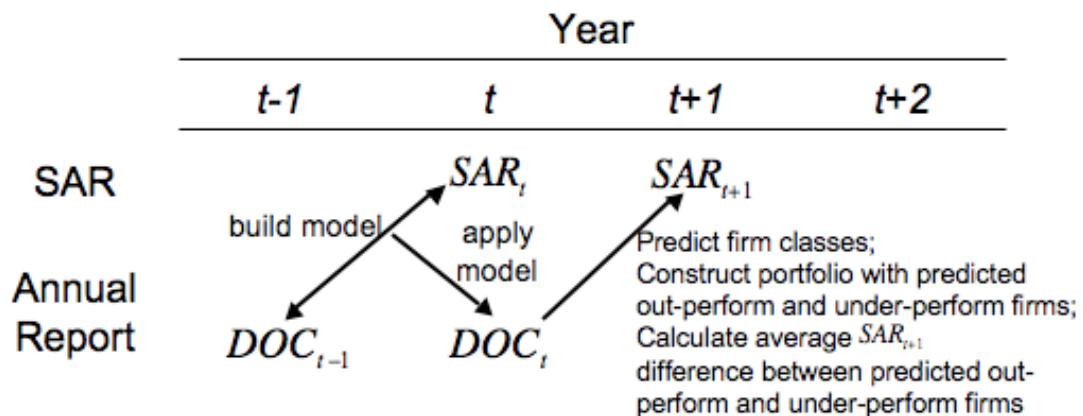 Year
t-1 t t+1 t+2
SAR SAR_t SAR_{t+1}
build model apply model
Annual Report DOC_{t-1} DOC_t
Predict firm classes;
Construct portfolio with predicted
out-perform and under-perform firms;
Calculate average SAR_{t+1}
difference between predicted out-
perform and under-perform firms